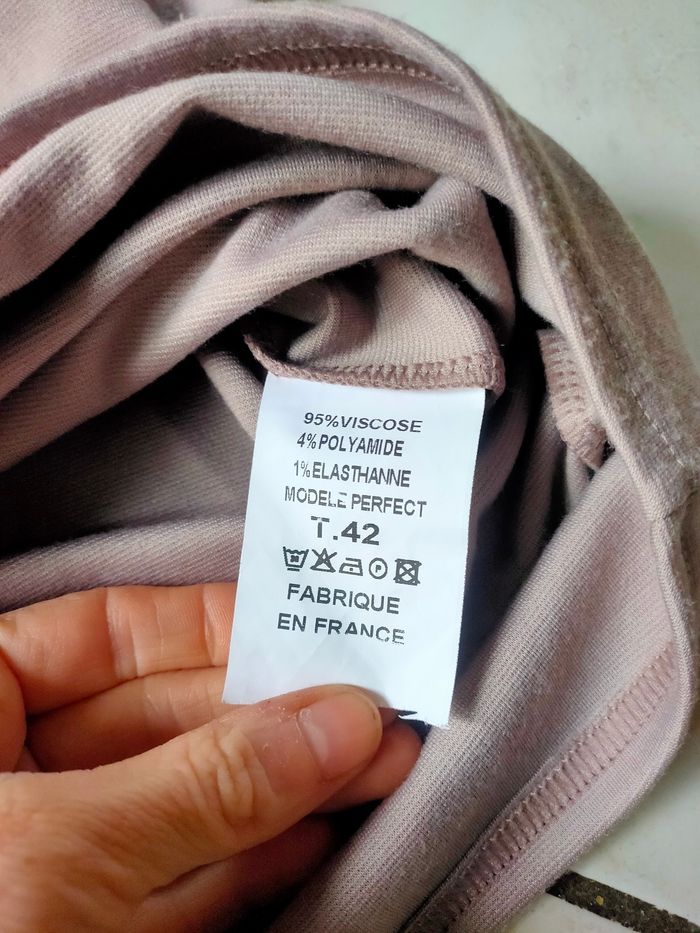 95%VISCOSE
4%POLYAMIDE
1%ELASTHANNE
MODELE PERFECT
T.42
P
FABRIQUE
EN FRANCE